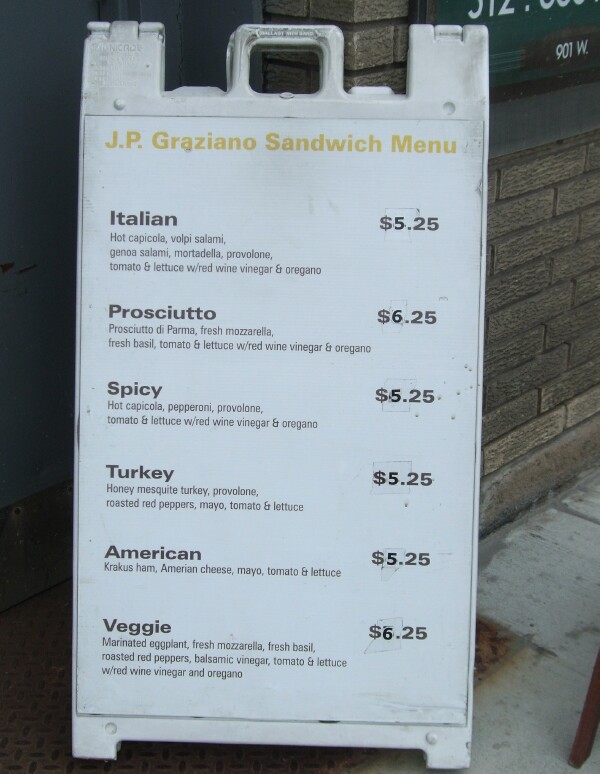 901 W.
J.P. Graziano Sandwich Menu
Italian $5.25
Hot capicola, volpi salami,
genoa salami, mortadella, provolone,
tomato & lettuce w/red wine vinegar & oregano
Prosciutto $6.25
Prosciutto di Parma, fresh mozzarella,
fresh basil, tomato & lettuce w/red wine vinegar & oregano
Spicy $5.25
Hot capicola, pepperoni, provolone,
tomato & lettuce w/red wine vinegar & oregano
Turkey $5.25
Honey mesquite turkey, provolone,
roasted red peppers, mayo, tomato & lettuce
American $5.25
Krakus ham, Amerian cheese, mayo, tomato & lettuce
Veggie $6.25
Marinated eggplant, fresh mozzarella, fresh basil,
roasted red peppers, balsamic vinegar, tomato & lettuce
w/red wine vinegar and oregano